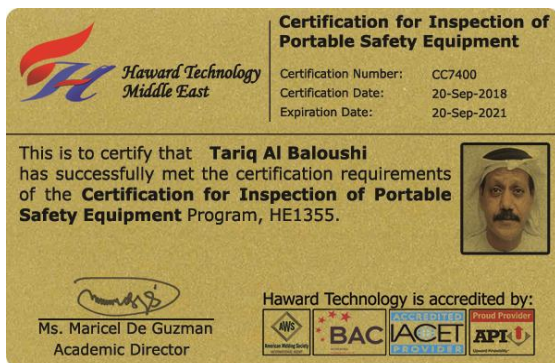 Haward Technology
Middle East
Certification for Inspection of
Portable Safety Equipment
Certification Number: CC7400
Certification Date: 20-Sep-2018
Expiration Date: 20-Sep-2021
This is to certify that Tariq Al Baloushi
has successfully met the certification requirements
of the Certification for Inspection of Portable
Safety Equipment Program, HE1355.
Ms. Maricel De Guzman
Academic Director
Haward Technology is accredited by:
AWS
American Welding Society
BAC
ACCREDITED
IACET
PROVIDER
Proud Provider
API U